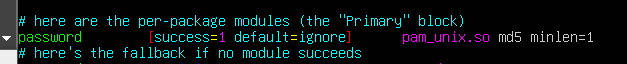 # here are the per-package modules (the "Primary" block)
password        [success=1 default=ignore]      pam_unix.so md5 minlen=1
# here's the fallback if no module succeeds